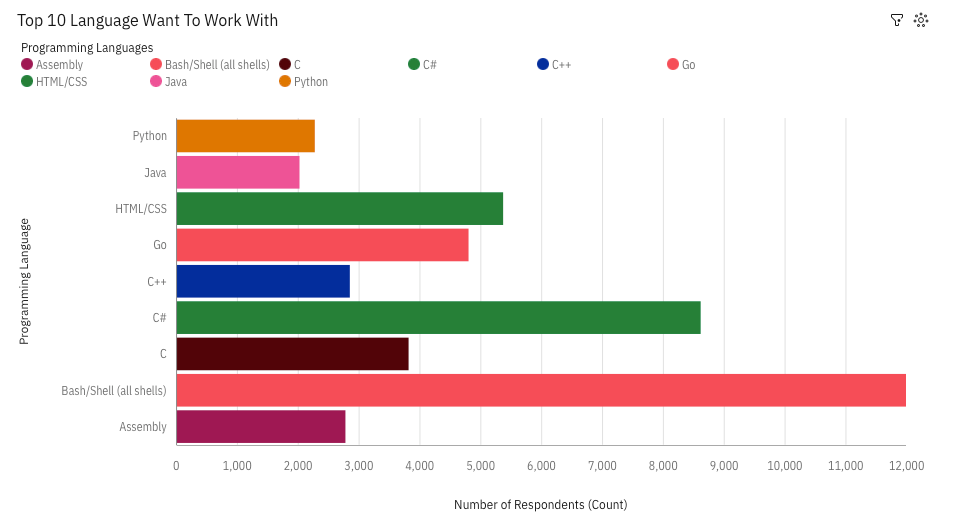 Top 10 Language Want To Work With
Programming Languages
Assembly Bash/Shell (all shells) C C# C++ Go
HTML/CSS Java Python
Programming Language
Python
Java
HTML/CSS
Go
C++
C#
C
Bash/Shell (all shells)
Assembly
0 1,000 2,000 3,000 4,000 5,000 6,000 7,000 8,000 9,000 10,000 11,000 12,000
Number of Respondents (Count)